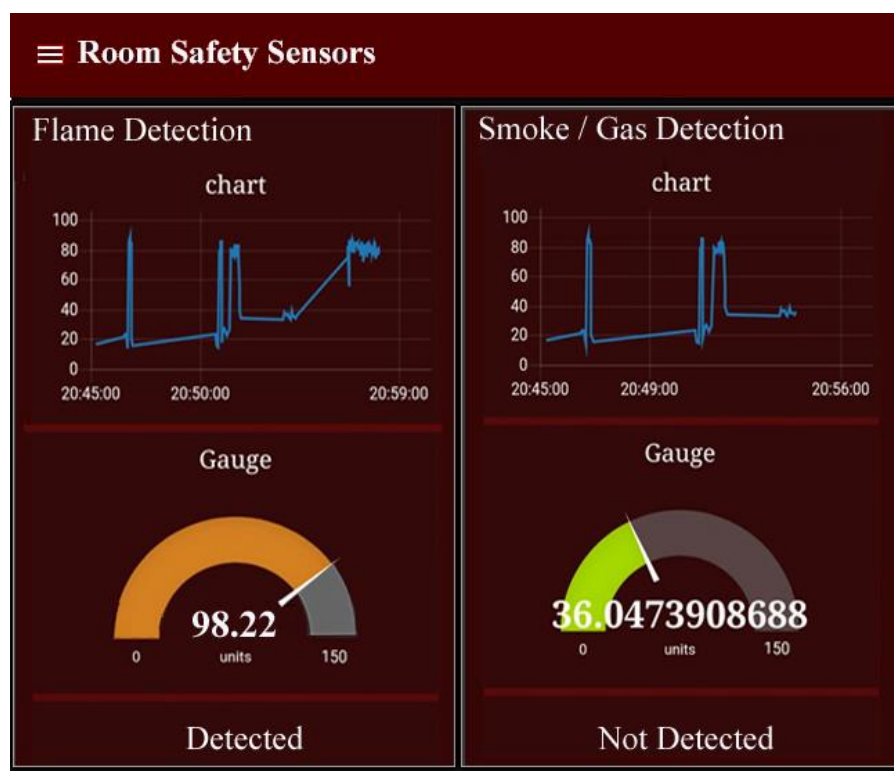 Room Safety Sensors
Flame Detection
chart
100
80
60
40
20
0
20:45:00 20:50:00 20:59:00
Gauge
98.22
0 units 150
Detected
Smoke / Gas Detection
chart
100
80
60
40
20
0
20:45:00 20:49:00 20:56:00
Gauge
36.0473908688
0 units 150
Not Detected